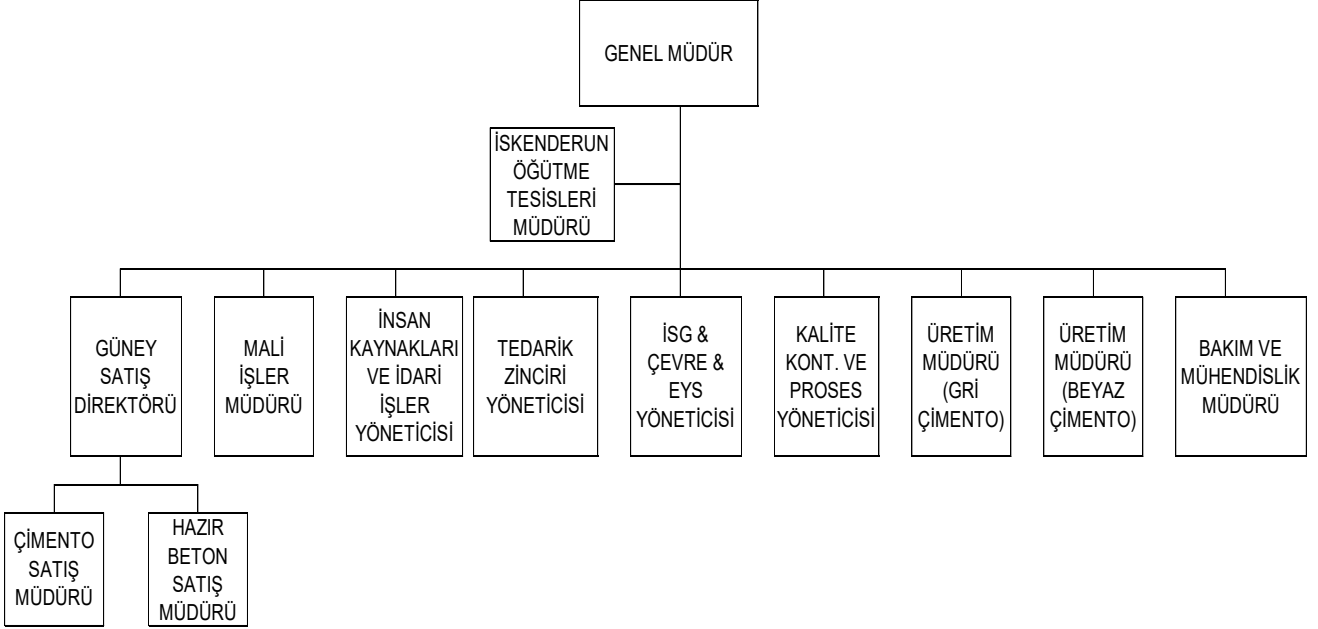 GENEL MÜDÜR
İSKENDERUN
ÖĞÜTME
TESİSLERİ
MÜDÜRÜ
GÜNEY
SATIŞ
DİREKTÖRÜ
MALİ
İŞLER
MÜDÜRÜ
İNSAN
KAYNAKLARI
VE İDARİ
İŞLER
YÖNETİCİSİ
TEDARİK
ZİNCİRİ
YÖNETİCİSİ
İSG &
ÇEVRE &
EYS
YÖNETİCİSİ
KALİTE
KONT. VE
PROSES
YÖNETİCİSİ
ÜRETİM
MÜDÜRÜ
(GRİ
ÇİMENTO)
ÜRETİM
MÜDÜRÜ
(BEYAZ
ÇİMENTO)
BAKIM VE
MÜHENDİSLİK
MÜDÜRÜ
ÇİMENTO
SATIŞ
MÜDÜRÜ
HAZIR
BETON
SATIŞ
MÜDÜRÜ